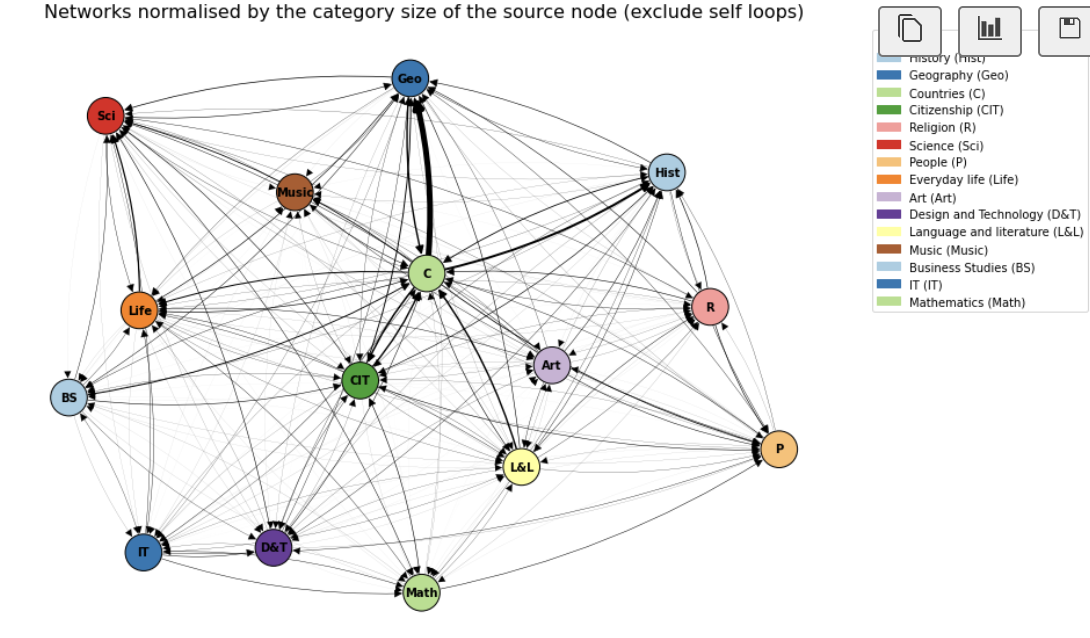 Networks normalised by the category size of the source node (exclude self loops)
History (Hist)
Geography (Geo)
Countries (C)
Citizenship (CIT)
Religion (R)
Science (Sci)
People (P)
Everyday life (Life)
Art (Art)
Design and Technology (D&T)
Language and literature (L&L)
Music (Music)
Business Studies (BS)
IT (IT)
Mathematics (Math)
Geo
Sci
Hist
Music
C
R
Life
Art
CIT
BS
P
L&L
D&T
IT
Math